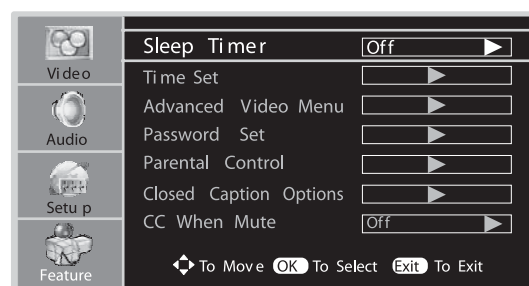 Video
Audio
Setup
Feature
Sleep Timer Off
Time Set
Advanced Video Menu
Password Set
Parental Control
Closed Caption Options
CC When Mute Off
To Move OK To Select Exit To Exit